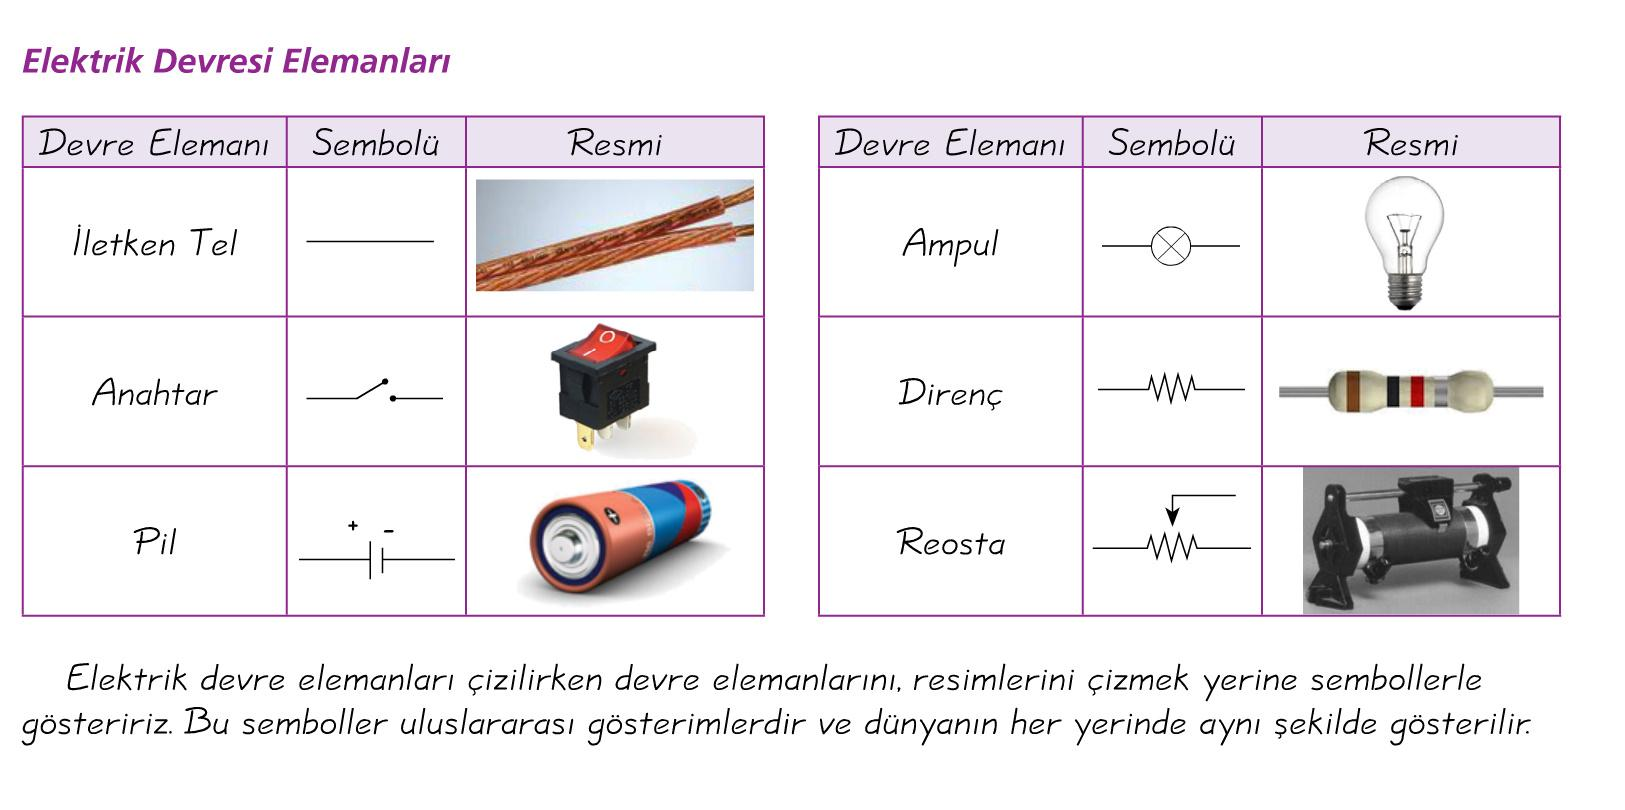 Elektrik Devresi Elemanları
Devre Elemanı Sembolü Resmi
İletken Tel
Anahtar
Pil + -
Devre Elemanı Sembolü Resmi
Ampul
Direnç
Reosta
Elektrik devre elemanları çizilirken devre elemanlarını, resimlerini çizmek yerine sembollerle
gösteririz. Bu semboller uluslararası gösterimlerdir ve dünyanın her yerinde aynı şekilde gösterilir.